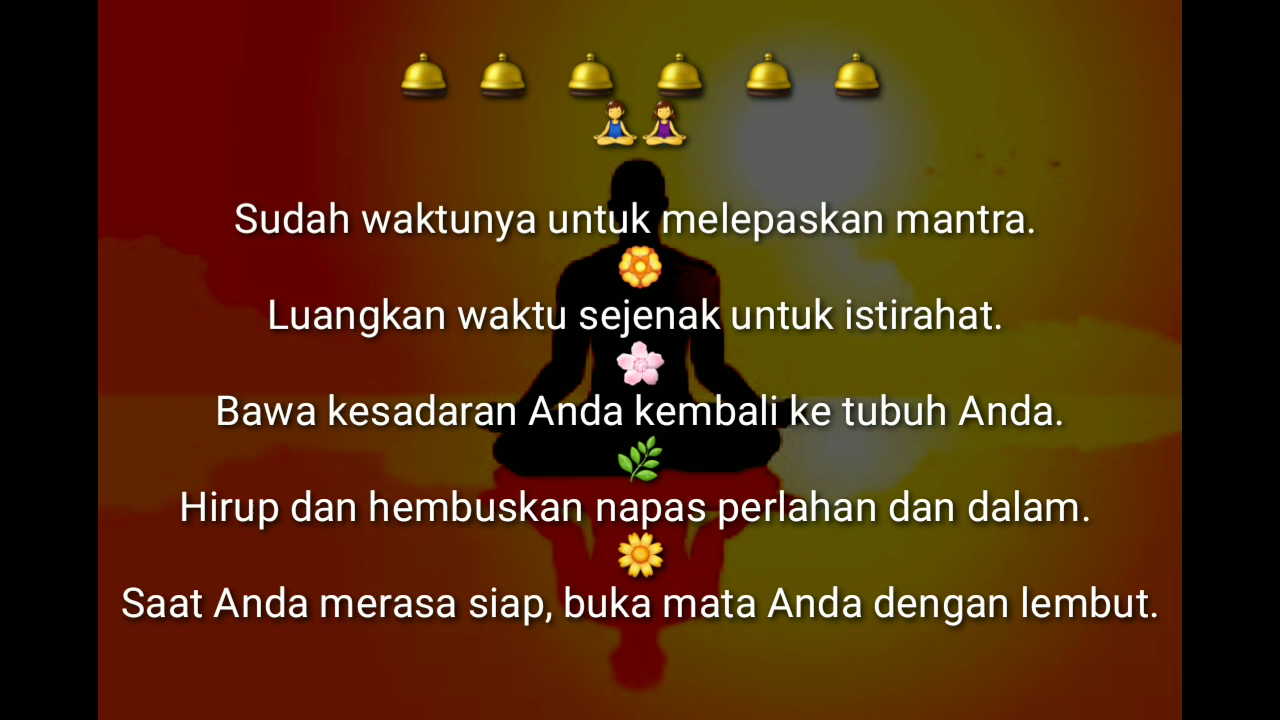 Sudah waktunya untuk melepaskan mantra.
Luangkan waktu sejenak untuk istirahat.
Bawa kesadaran Anda kembali ke tubuh Anda.
Hirup dan hembuskan napas perlahan dan dalam.
Saat Anda merasa siap, buka mata Anda dengan lembut.